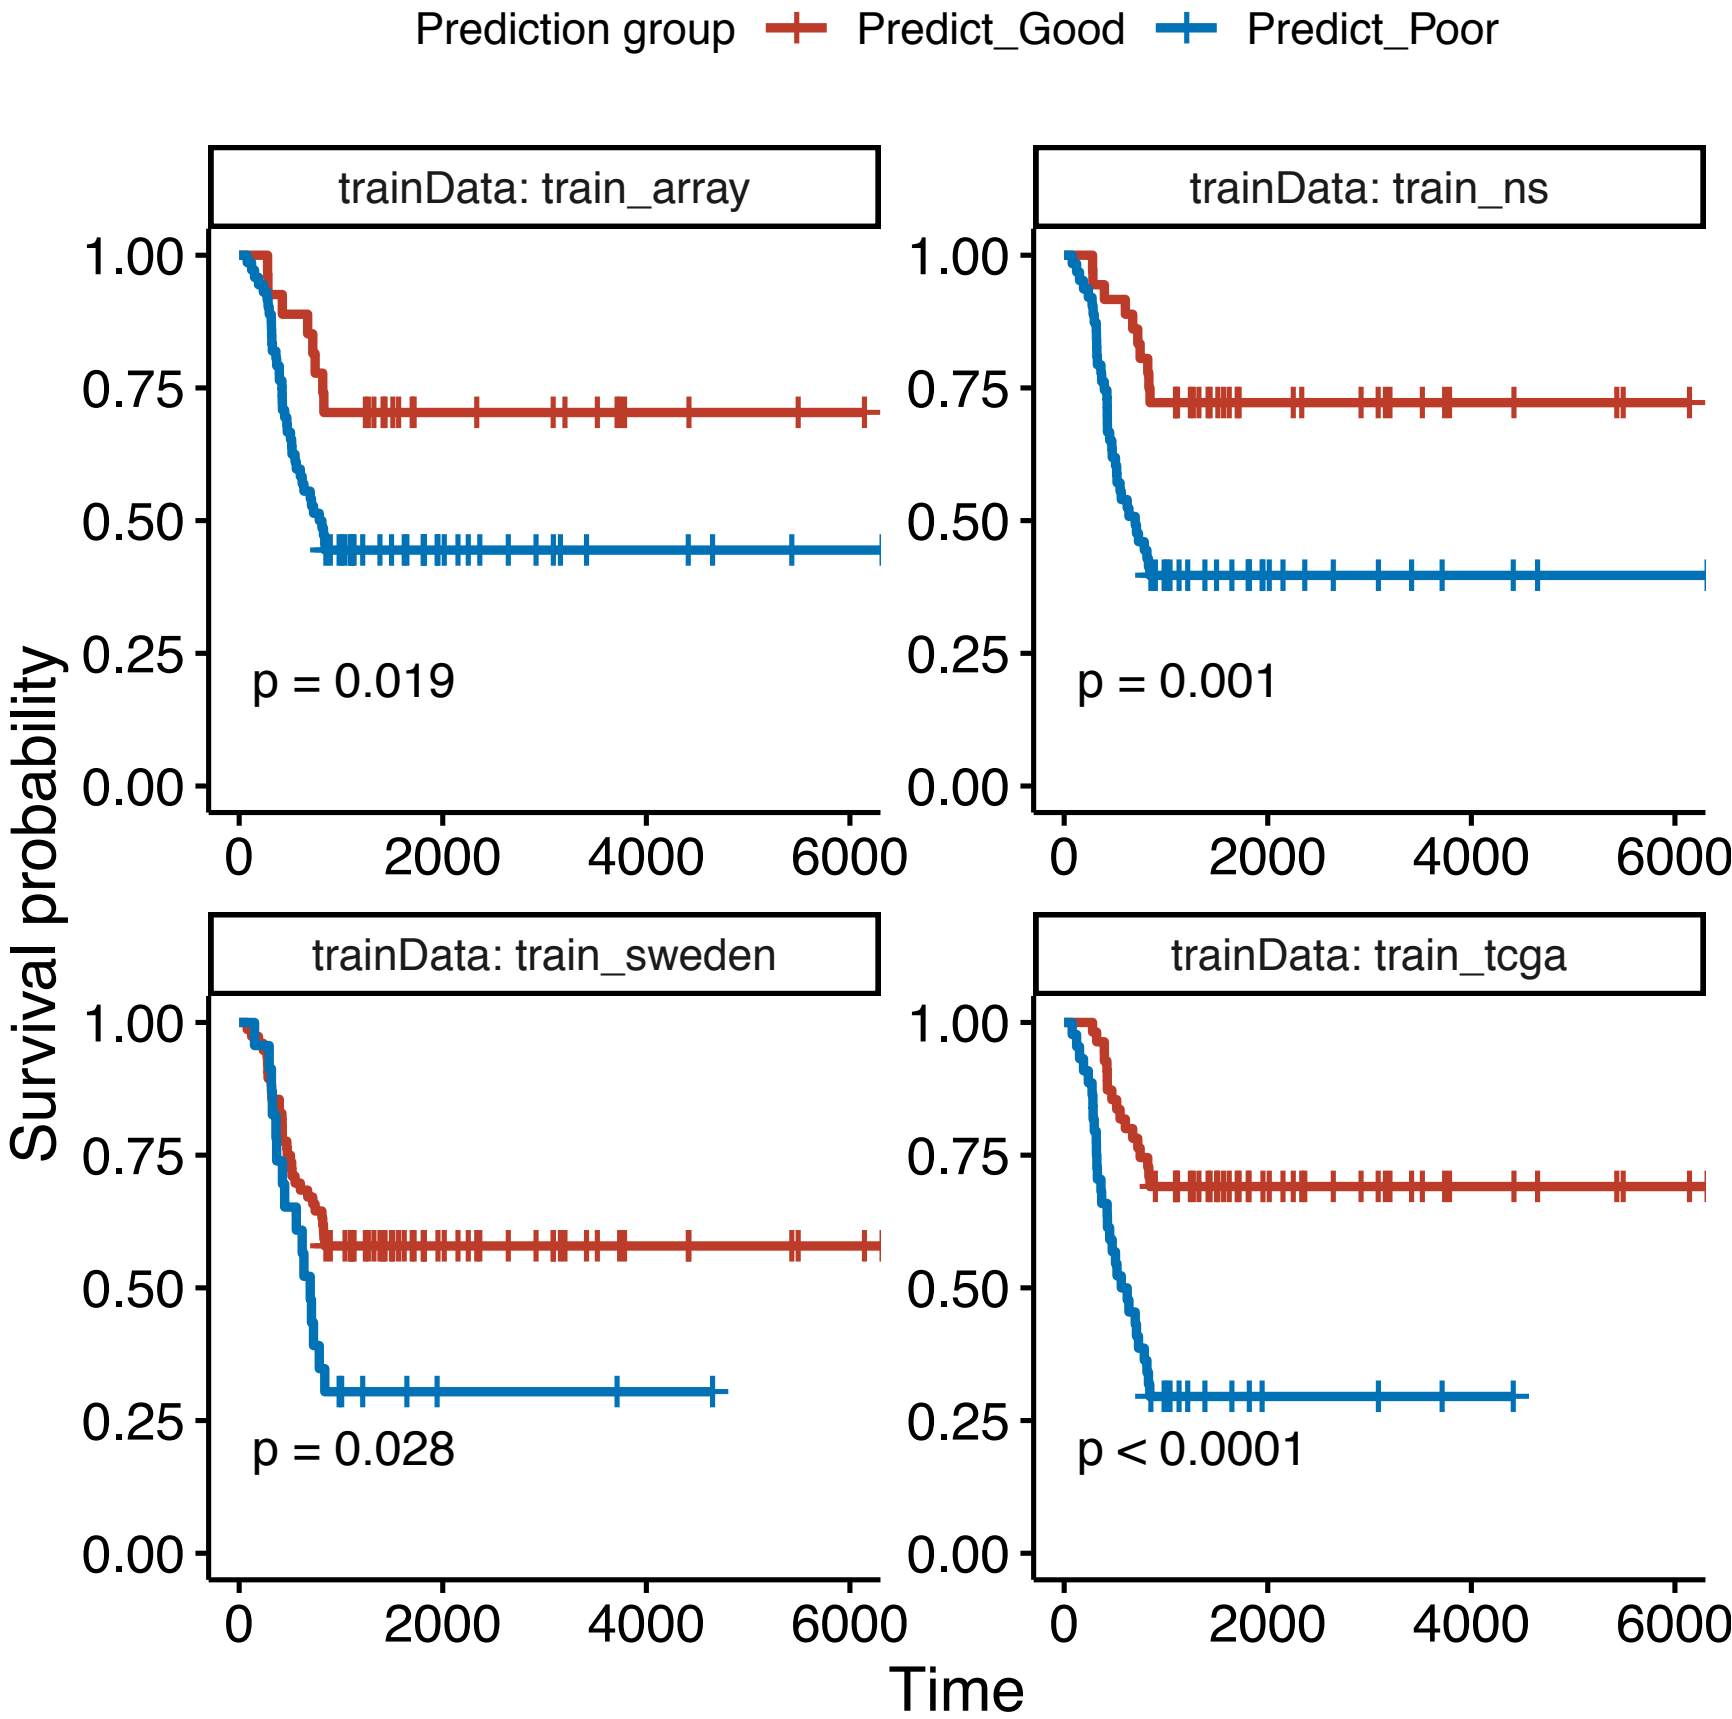 Prediction group Predict_Good Predict_Poor
trainData: train_array
1.00
0.75
0.50
0.25
0.00
p = 0.019
0 2000 4000 6000
trainData: train_ns
1.00
0.75
0.50
0.25
0.00
p = 0.001
0 2000 4000 6000
trainData: train_sweden
1.00
0.75
0.50
0.25
0.00
p = 0.028
0 2000 4000 6000
trainData: train_tcga
1.00
0.75
0.50
0.25
0.00
p < 0.0001
0 2000 4000 6000
Survival probability
Time